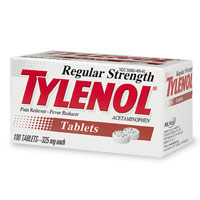 Regular Strength
TYLENOL
ACETAMINOPHEN
Pain Reliever - Fever Reducer
Tablets
100 TABLETS - 325 mg each